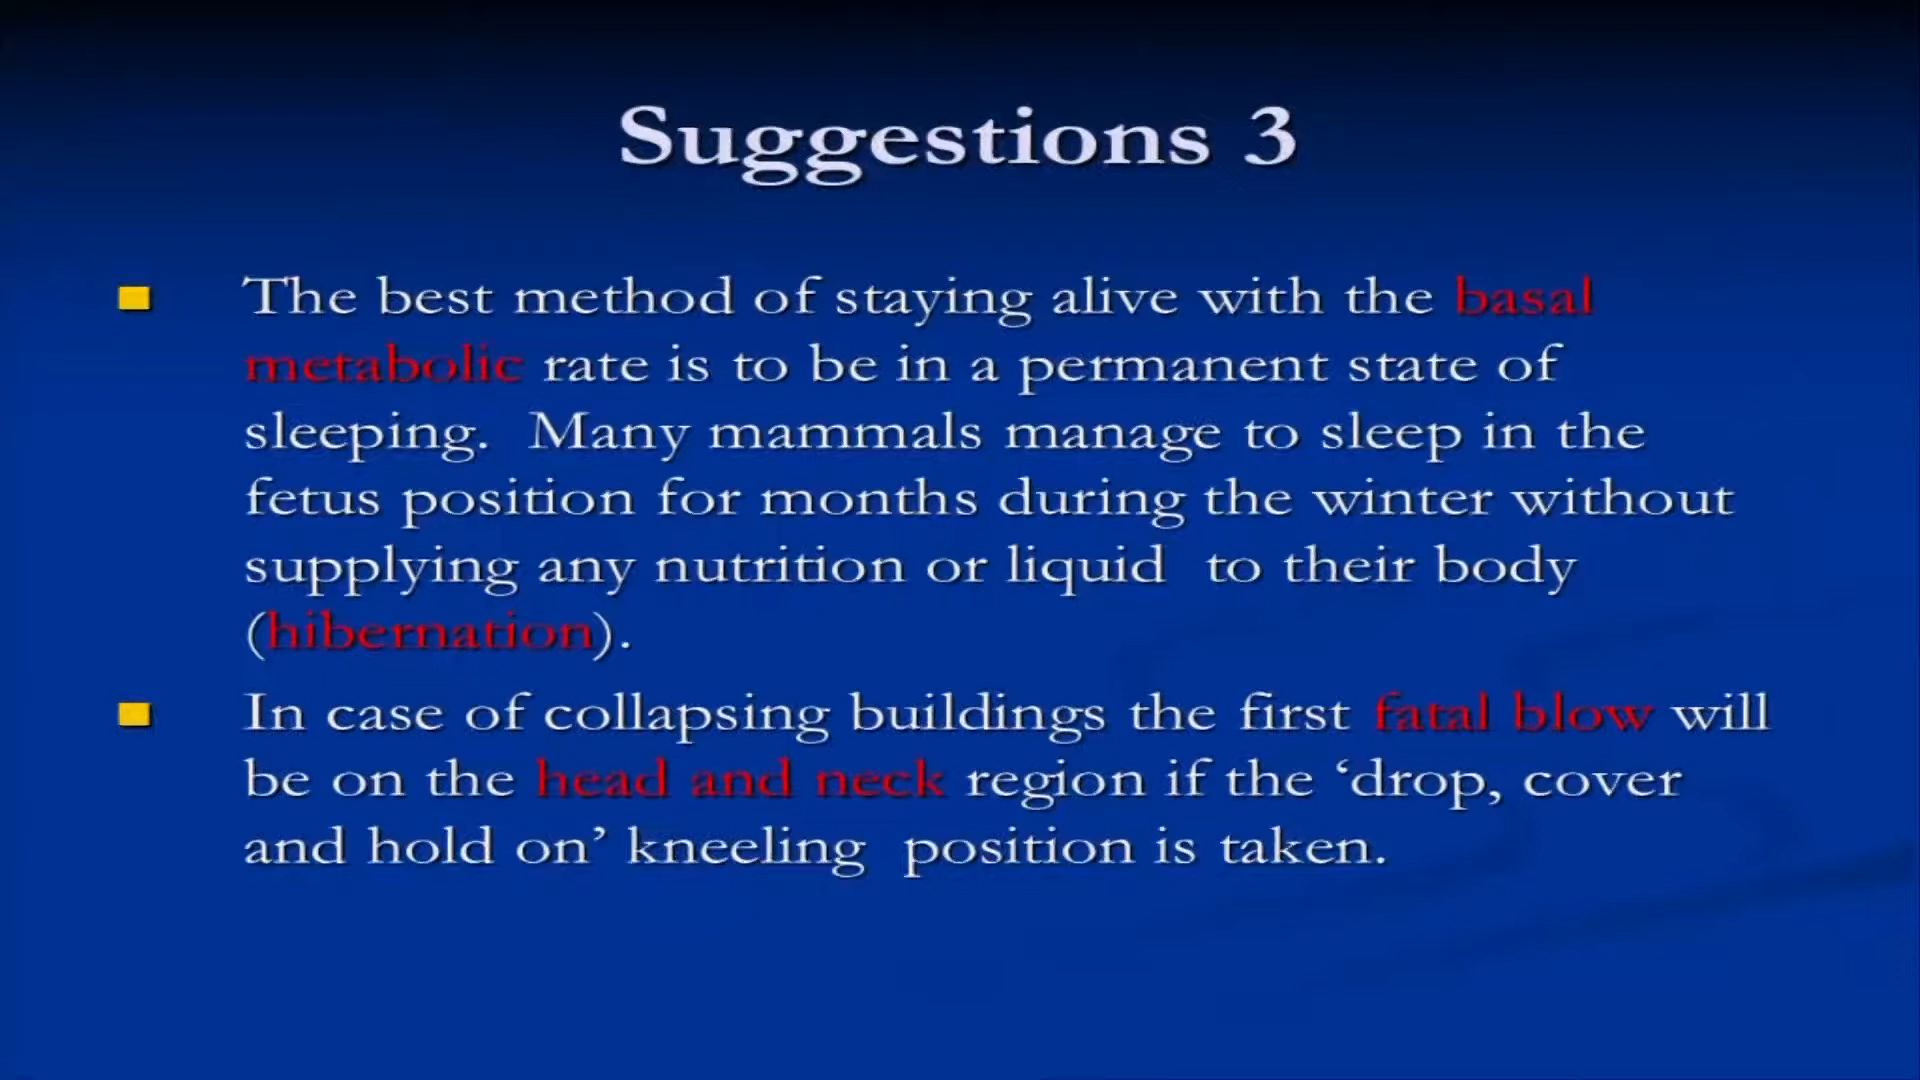 Suggestions 3
The best method of staying alive with the basal
metabolic rate is to be in a permanent state of
sleeping. Many mammals manage to sleep in the
fetus position for months during the winter without
supplying any nutrition or liquid to their body
(hibernation).
In case of collapsing buildings the first fatal blow will
be on the head and neck region if the ‘drop, cover
and hold on’ kneeling position is taken.